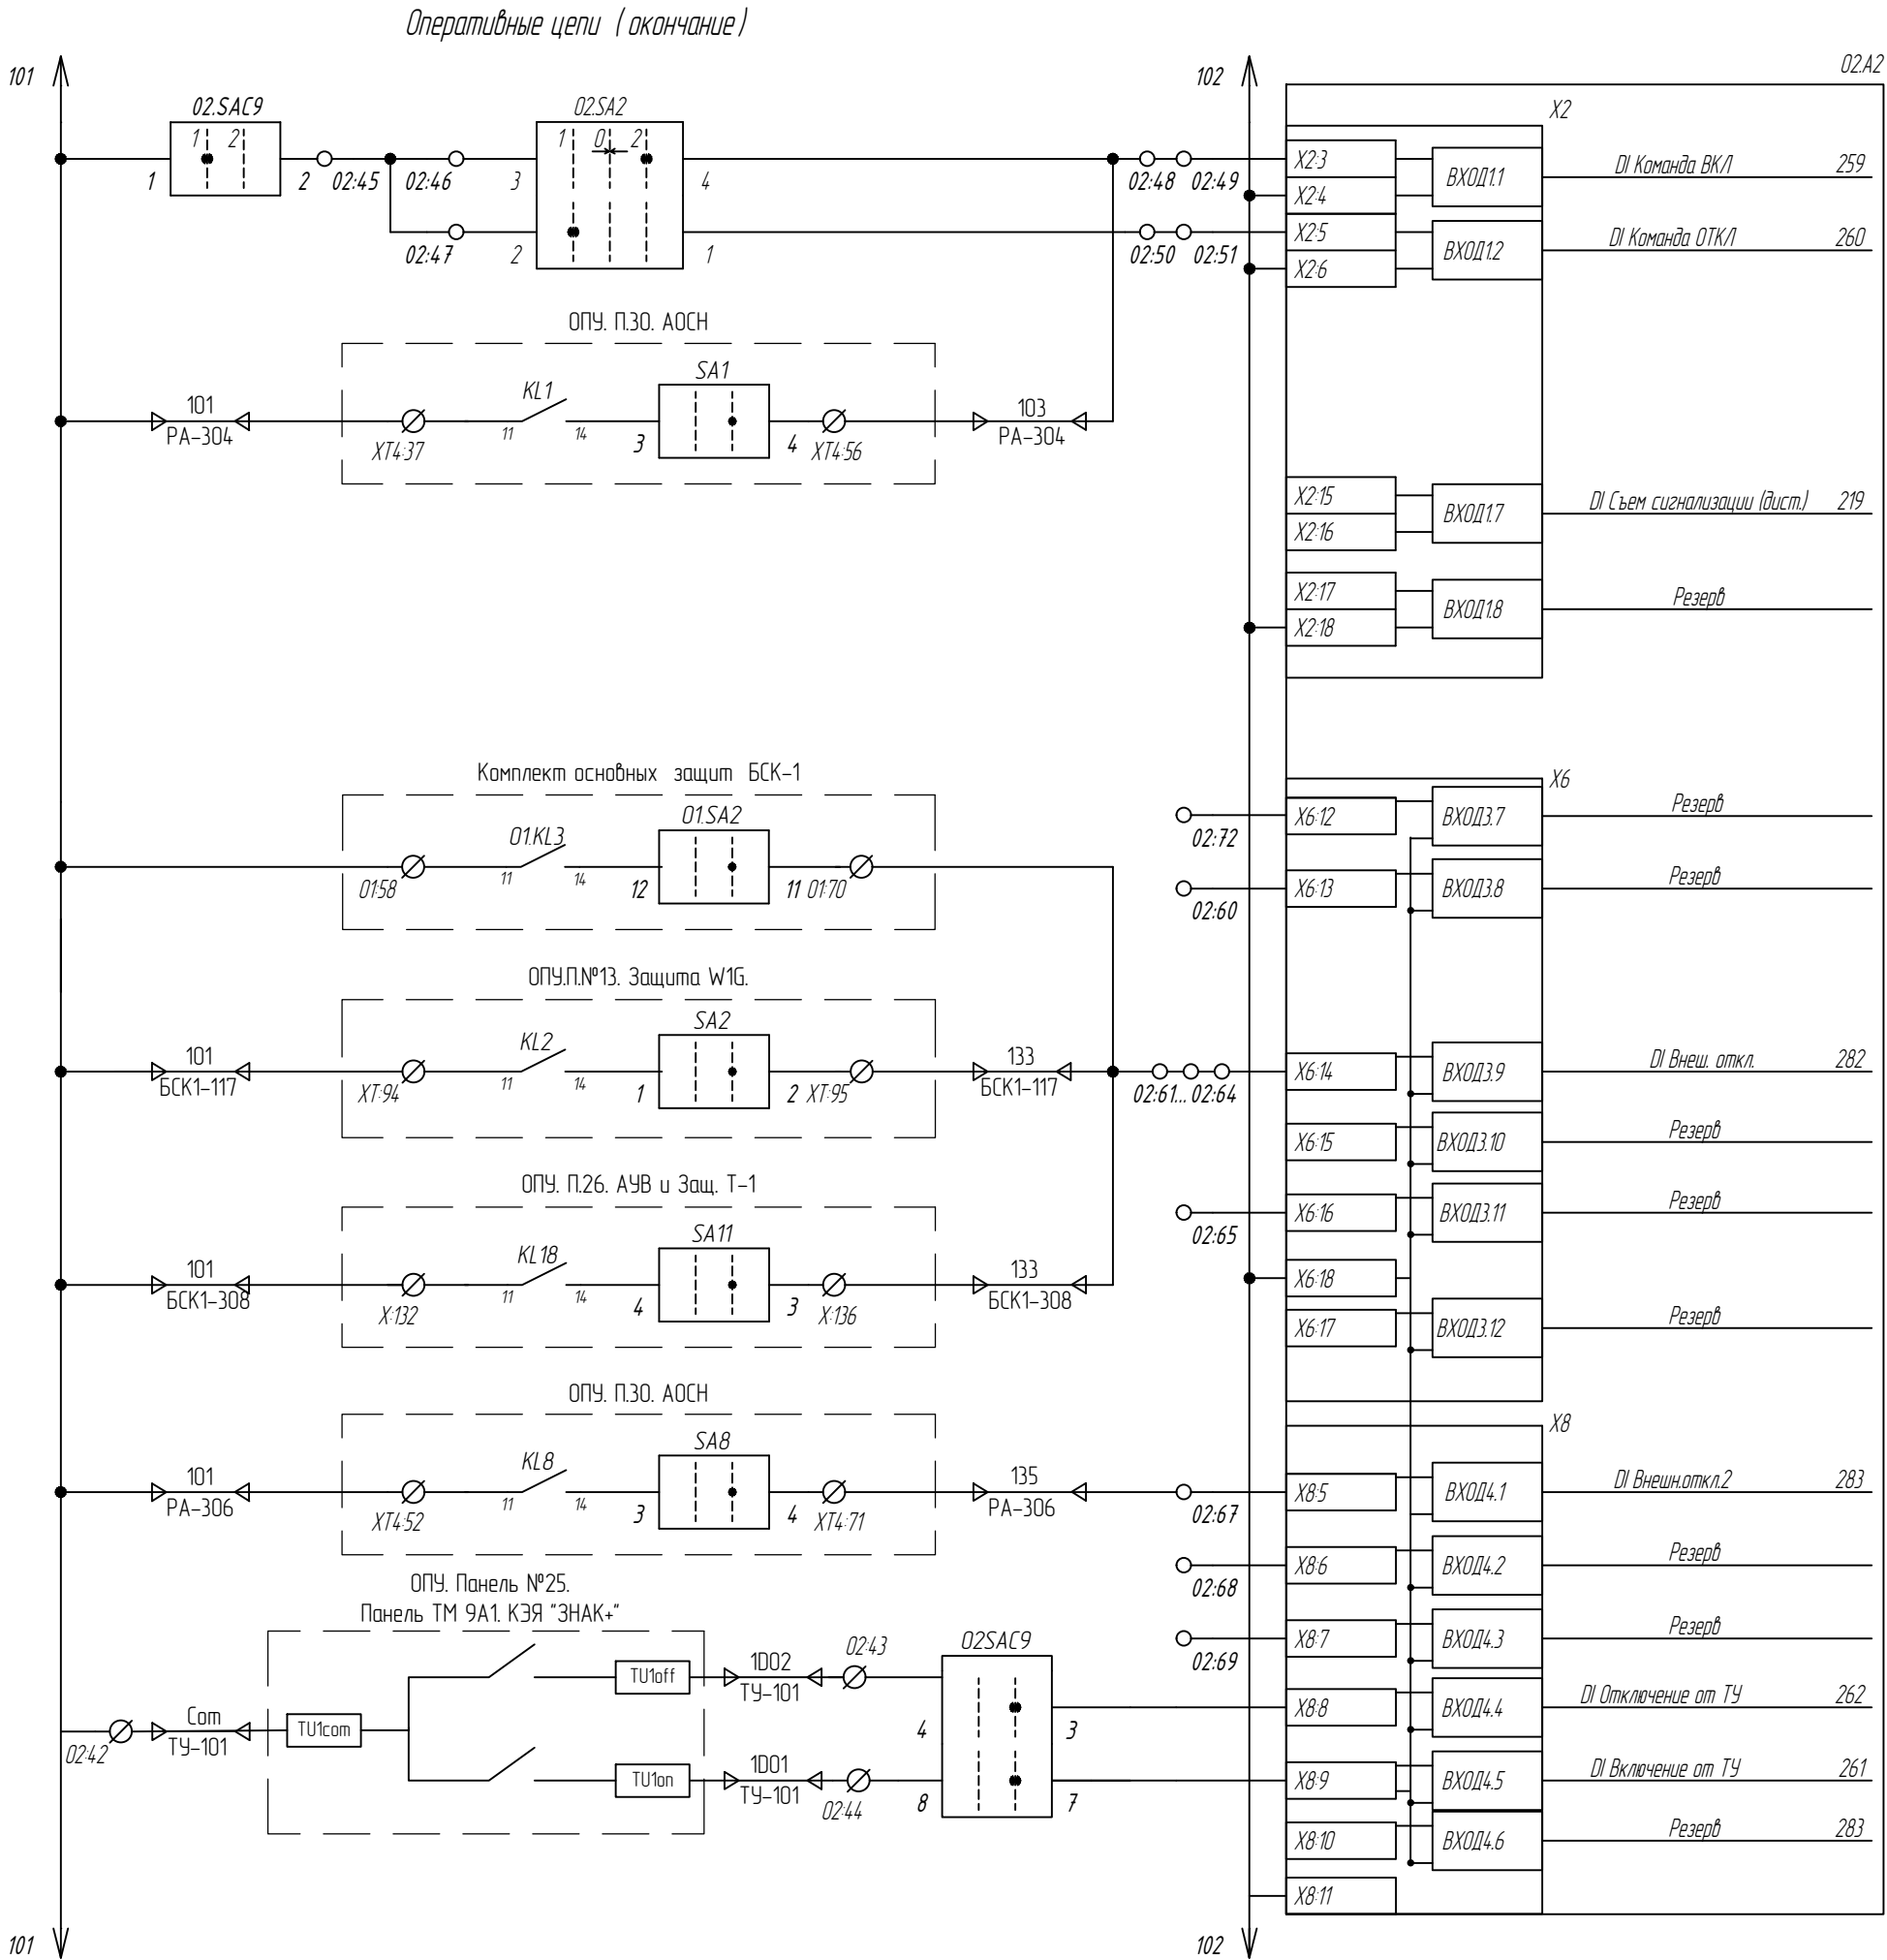 Оперативные цепи (окончание)
101
102
02.A2
02.SAC9
1 2
1
2
02:45
02:46
02:47
02.SA2
1 0 2
3
4
2
1
02:48
02:49
02:50
02:51
X2
X2:3
X2:4
ВХОД1.1
DI Команда ВКЛ
259
X2:5
X2:6
ВХОД1.2
DI Команда ОТКЛ
260
ОПУ. П.30. АОСН
101
РА-304
XT4:37
KL1
11
14
SA1
3
4
XT4:56
103
РА-304
X2:15
X2:16
ВХОД1.7
DI Съем сигнализации (дист.)
219
X2:17
X2:18
ВХОД1.8
Резерв
Комплект основных защит БСК-1
01:58
01.KL3
11
14
01.SA2
12
11
01:70
X6
02:72
X6:12
ВХОД3.7
Резерв
02:60
X6:13
ВХОД3.8
Резерв
ОПУ.П.№13. Защита W1G.
101
БСК1-117
XT:94
KL2
11
14
SA2
1
2
XT:95
133
БСК1-117
02:61... 02:64
X6:14
ВХОД3.9
DI Внеш. откл.
282
X6:15
ВХОД3.10
Резерв
ОПУ. П.26. АУВ и Защ. Т-1
101
БСК1-308
X:132
KL18
11
14
SA11
4
3
X:136
133
БСК1-308
02:65
X6:16
ВХОД3.11
Резерв
X6:18
X6:17
ВХОД3.12
Резерв
ОПУ. П.30. АОСН
101
РА-306
XT4:52
KL8
11
14
SA8
3
4
XT4:71
135
РА-306
X8
02:67
X8:5
ВХОД4.1
DI Внешн.откл.2
283
02:68
X8:6
ВХОД4.2
Резерв
02:69
X8:7
ВХОД4.3
Резерв
ОПУ. Панель №25.
Панель ТМ 9А1. КЭЯ "ЗНАК+"
02:42
Com
ТУ-101
TU1com
TU1off
1DO2
ТУ-101
02:43
TU1on
1DO1
ТУ-101
02:44
02SAC9
4
3
8
7
X8:8
ВХОД4.4
DI Отключение от ТУ
262
X8:9
ВХОД4.5
DI Включение от ТУ
261
X8:10
ВХОД4.6
Резерв
283
X8:11
101
102